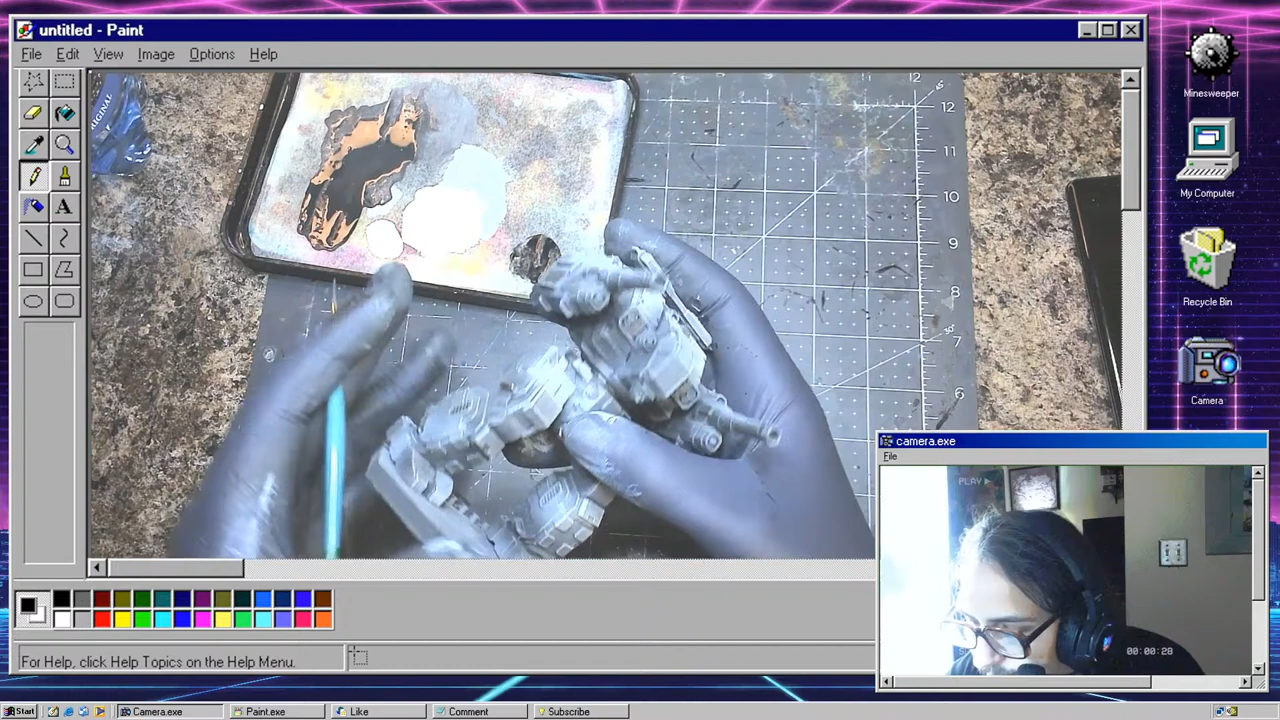 untitled - Paint
File Edit View Image Options Help
ORIGINAL
12
12
11
10
9
8
7
6
Minesweeper
My Computer
Recycle Bin
Camera
camera.exe
File
PLAY
00:00:28
For Help, click Help Topics on the Help Menu.
Start
Camera.exe
Paint.exe
Like
Comment
Subscribe